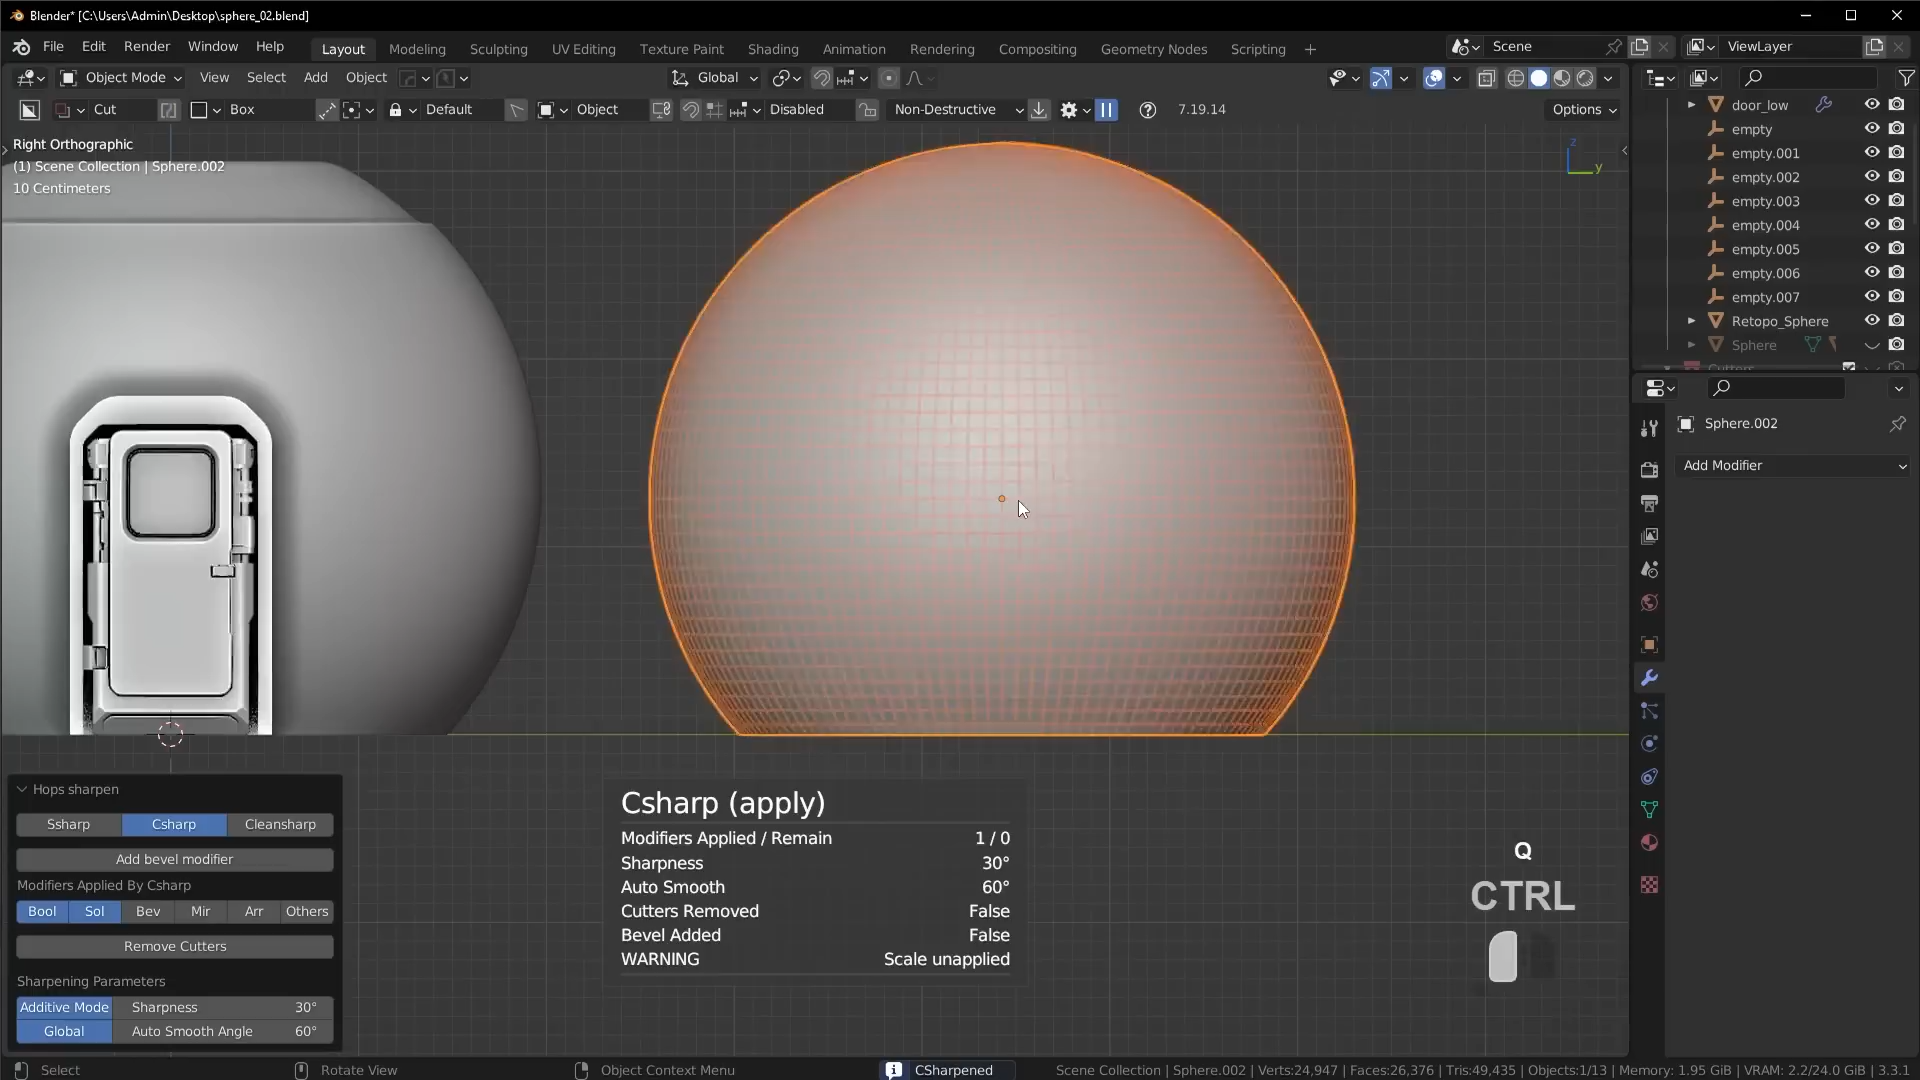 Blender* [C:\Users\Admin\Desktop\sphere_02.blend]
File Edit Render Window Help
Layout Modeling Sculpting UV Editing Texture Paint Shading Animation Rendering Compositing Geometry Nodes Scripting +
Scene
ViewLayer
Object Mode View Select Add Object
Global
Cut Box Default Object Disabled Non-Destructive 7.19.14 Options
Right Orthographic
(1) Scene Collection | Sphere.002
10 Centimeters
z
y
door_low
empty
empty.001
empty.002
empty.003
empty.004
empty.005
empty.006
empty.007
Retopo_Sphere
Sphere
Sphere.002
Add Modifier
Hops sharpen
Ssharp Csharp Cleansharp
Add bevel modifier
Modifiers Applied By Csharp
Bool Sol Bev Mir Arr Others
Remove Cutters
Sharpening Parameters
Additive Mode Sharpness 30°
Global Auto Smooth Angle 60°
Csharp (apply)
Modifiers Applied / Remain 1 / 0
Sharpness 30°
Auto Smooth 60°
Cutters Removed False
Bevel Added False
WARNING Scale unapplied
Q
CTRL
Select Rotate View Object Context Menu CSharpened Scene Collection | Sphere.002 | Verts:24,947 | Faces:26,376 | Tris:49,435 | Objects:1/13 | Memory: 1.95 GiB | VRAM: 2.2/24.0 GiB | 3.3.1